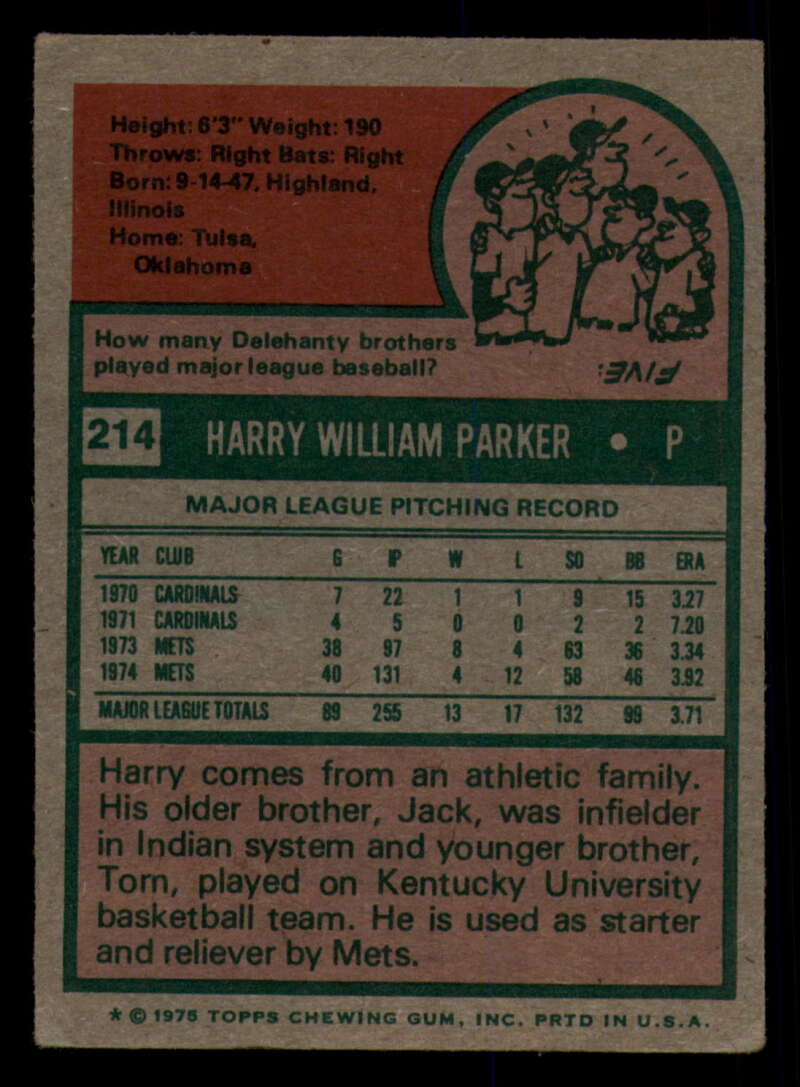 Height: 6'3" Weight: 190
Throws: Right Bats: Right
Born: 9-14-47, Highland,
Illinois
Home: Tulsa,
Oklahoma
How many Delehanty brothers
played major league baseball?
FIVE:
214 HARRY WILLIAM PARKER • P
MAJOR LEAGUE PITCHING RECORD
YEAR CLUB G IP W L SO BB ERA
1970 CARDINALS 7 22 1 1 9 15 3.27
1971 CARDINALS 4 5 0 0 2 2 7.20
1973 METS 38 97 8 4 63 36 3.34
1974 METS 40 131 4 12 58 46 3.92
MAJOR LEAGUE TOTALS 89 255 13 17 132 99 3.71
Harry comes from an athletic family.
His older brother, Jack, was infielder
in Indian system and younger brother,
Tom, played on Kentucky University
basketball team. He is used as starter
and reliever by Mets.
* © 1975 TOPPS CHEWING GUM, INC. PRTD IN U.S.A.